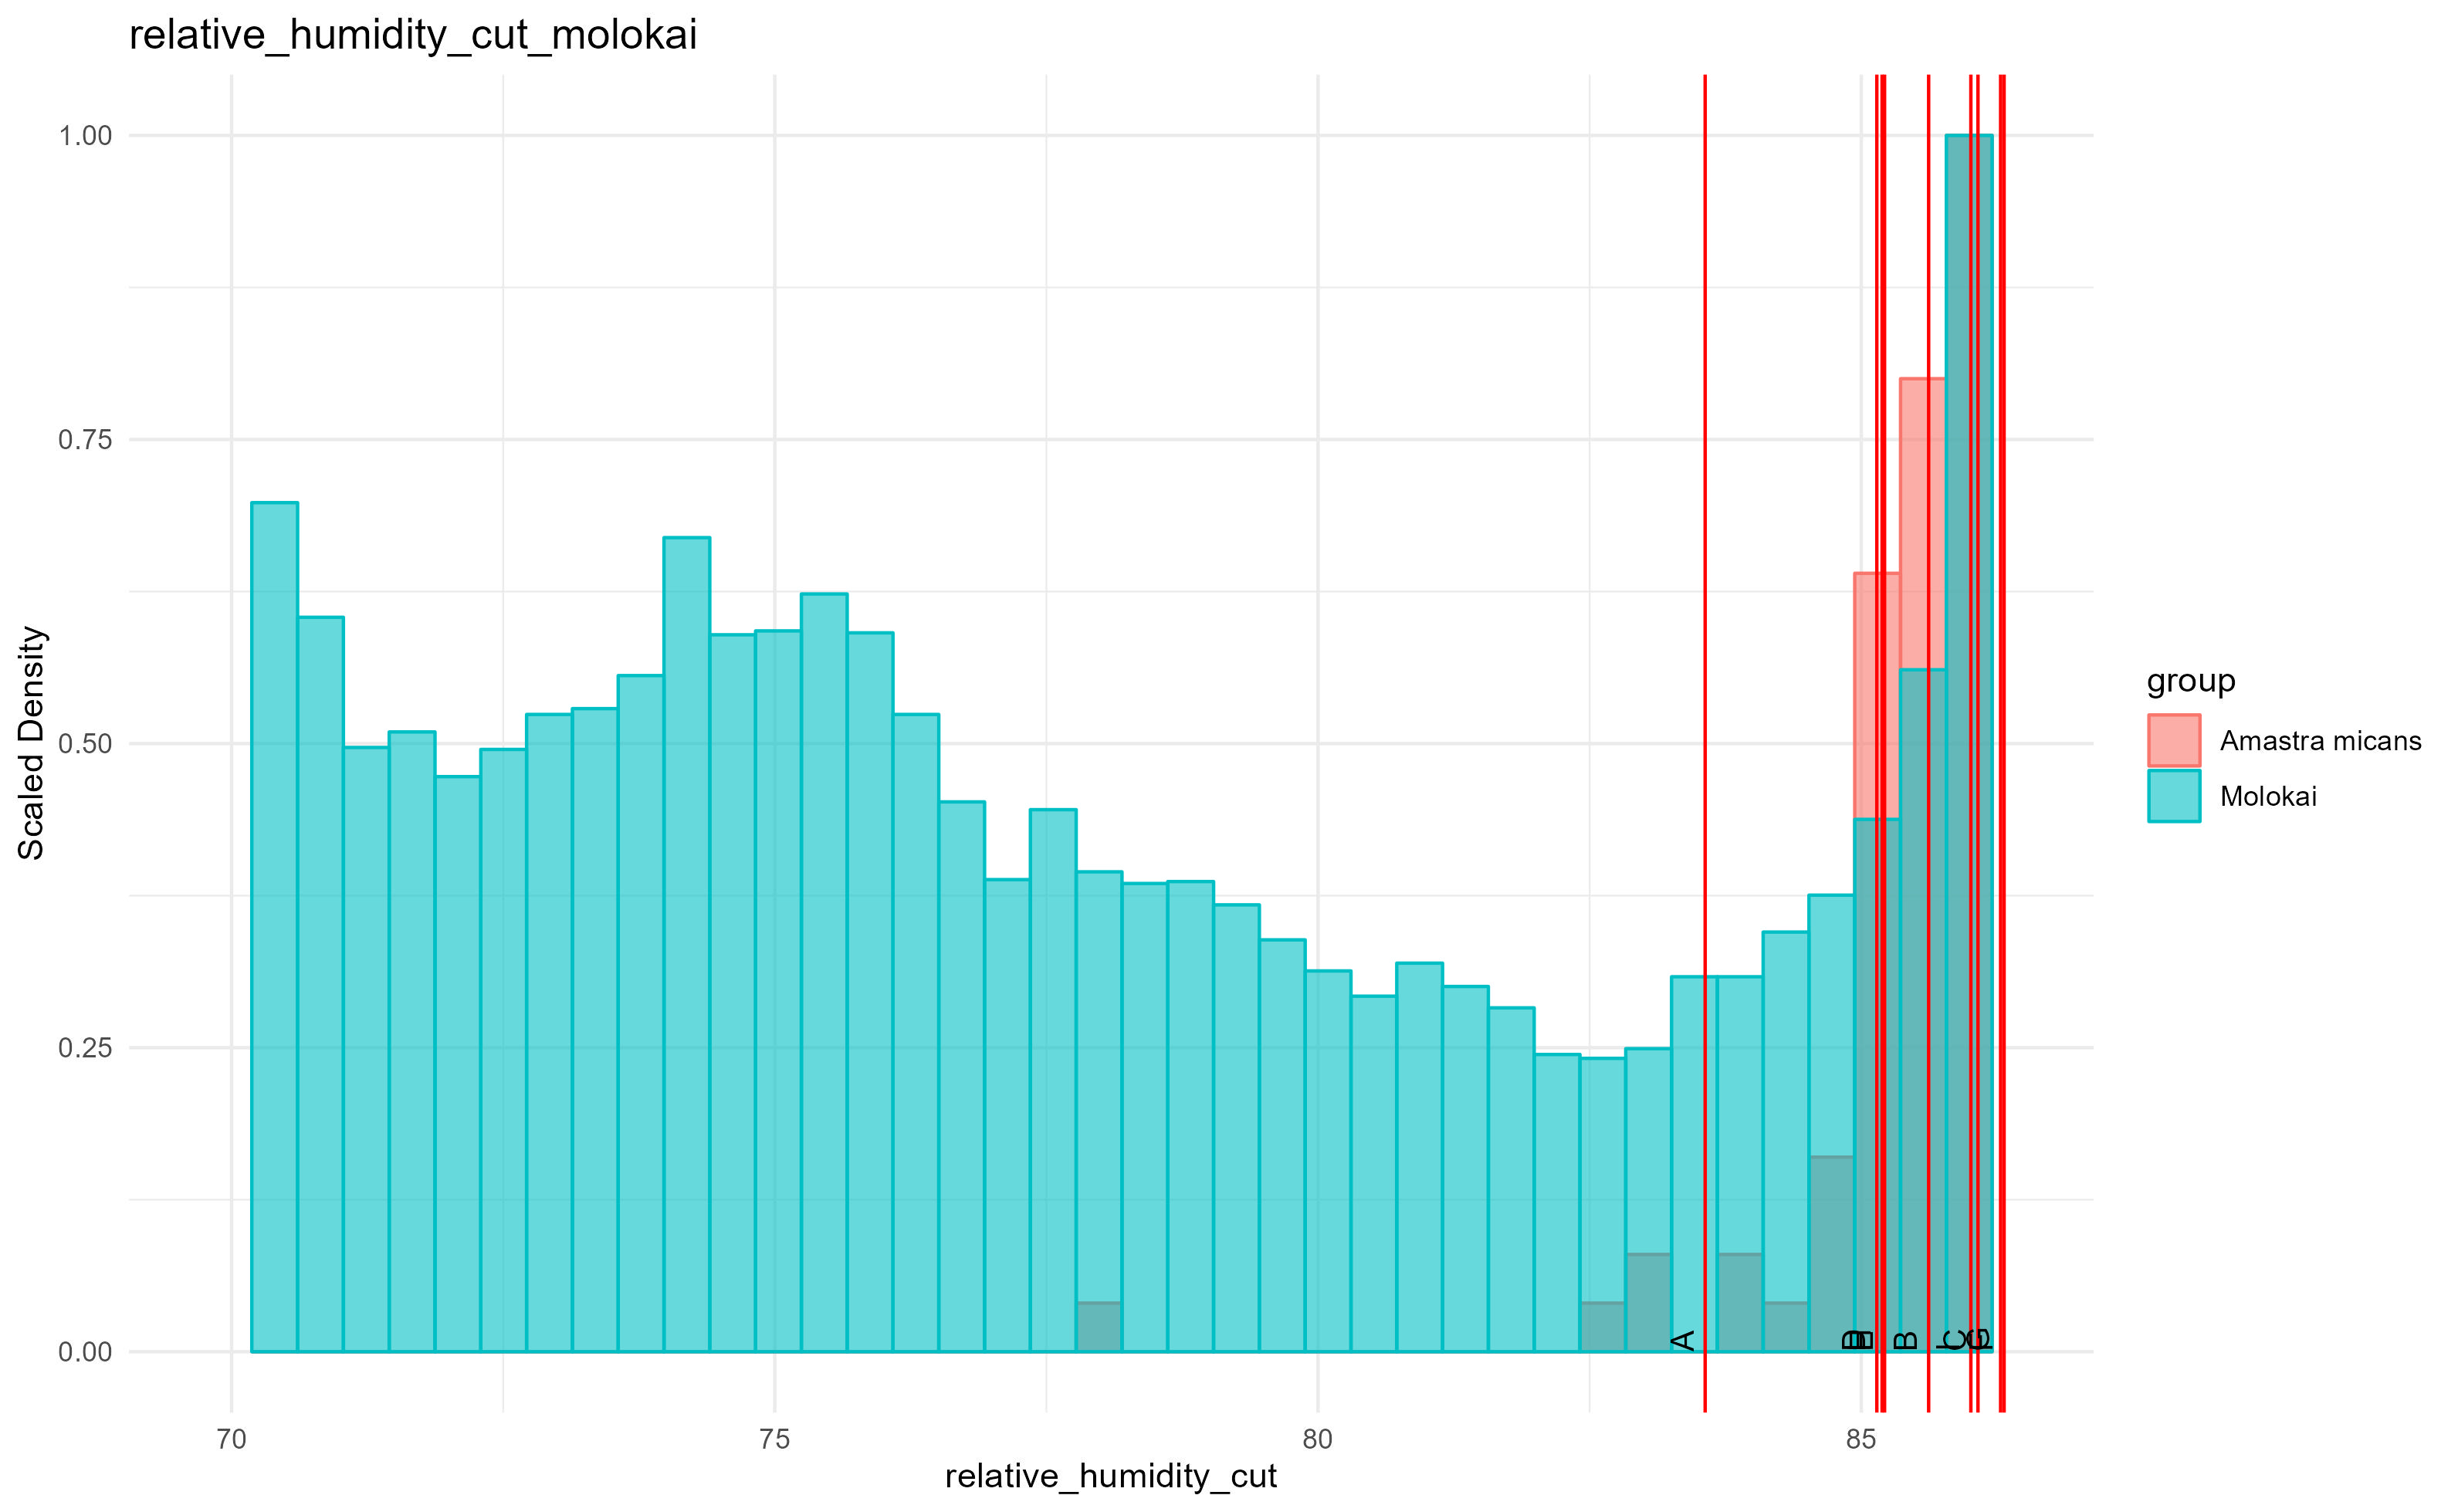 relative_humidity_cut_molokai
1.00
0.75
0.50
0.25
0.00
Scaled Density
A
B
C
70
75
80
85
relative_humidity_cut
group
Amastra micans
Molokai